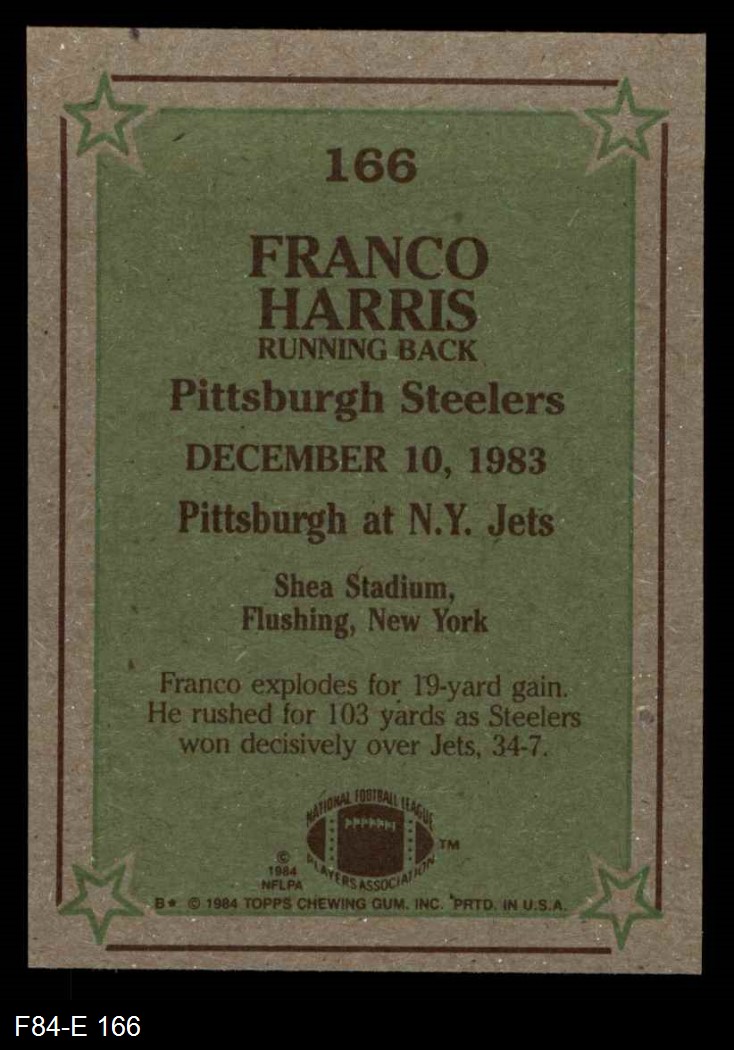 166
FRANCO
HARRIS
RUNNING BACK
Pittsburgh Steelers
DECEMBER 10, 1983
Pittsburgh at N.Y. Jets
Shea Stadium,
Flushing, New York
Franco explodes for 19-yard gain.
He rushed for 103 yards as Steelers
won decisively over Jets, 34-7.
NATIONAL FOOTBALL LEAGUE
PLAYERS ASSOCIATION
TM
©
1984
NFLPA
B* © 1984 TOPPS CHEWING GUM, INC. PRTD. IN U.S.A.
F84-E 166